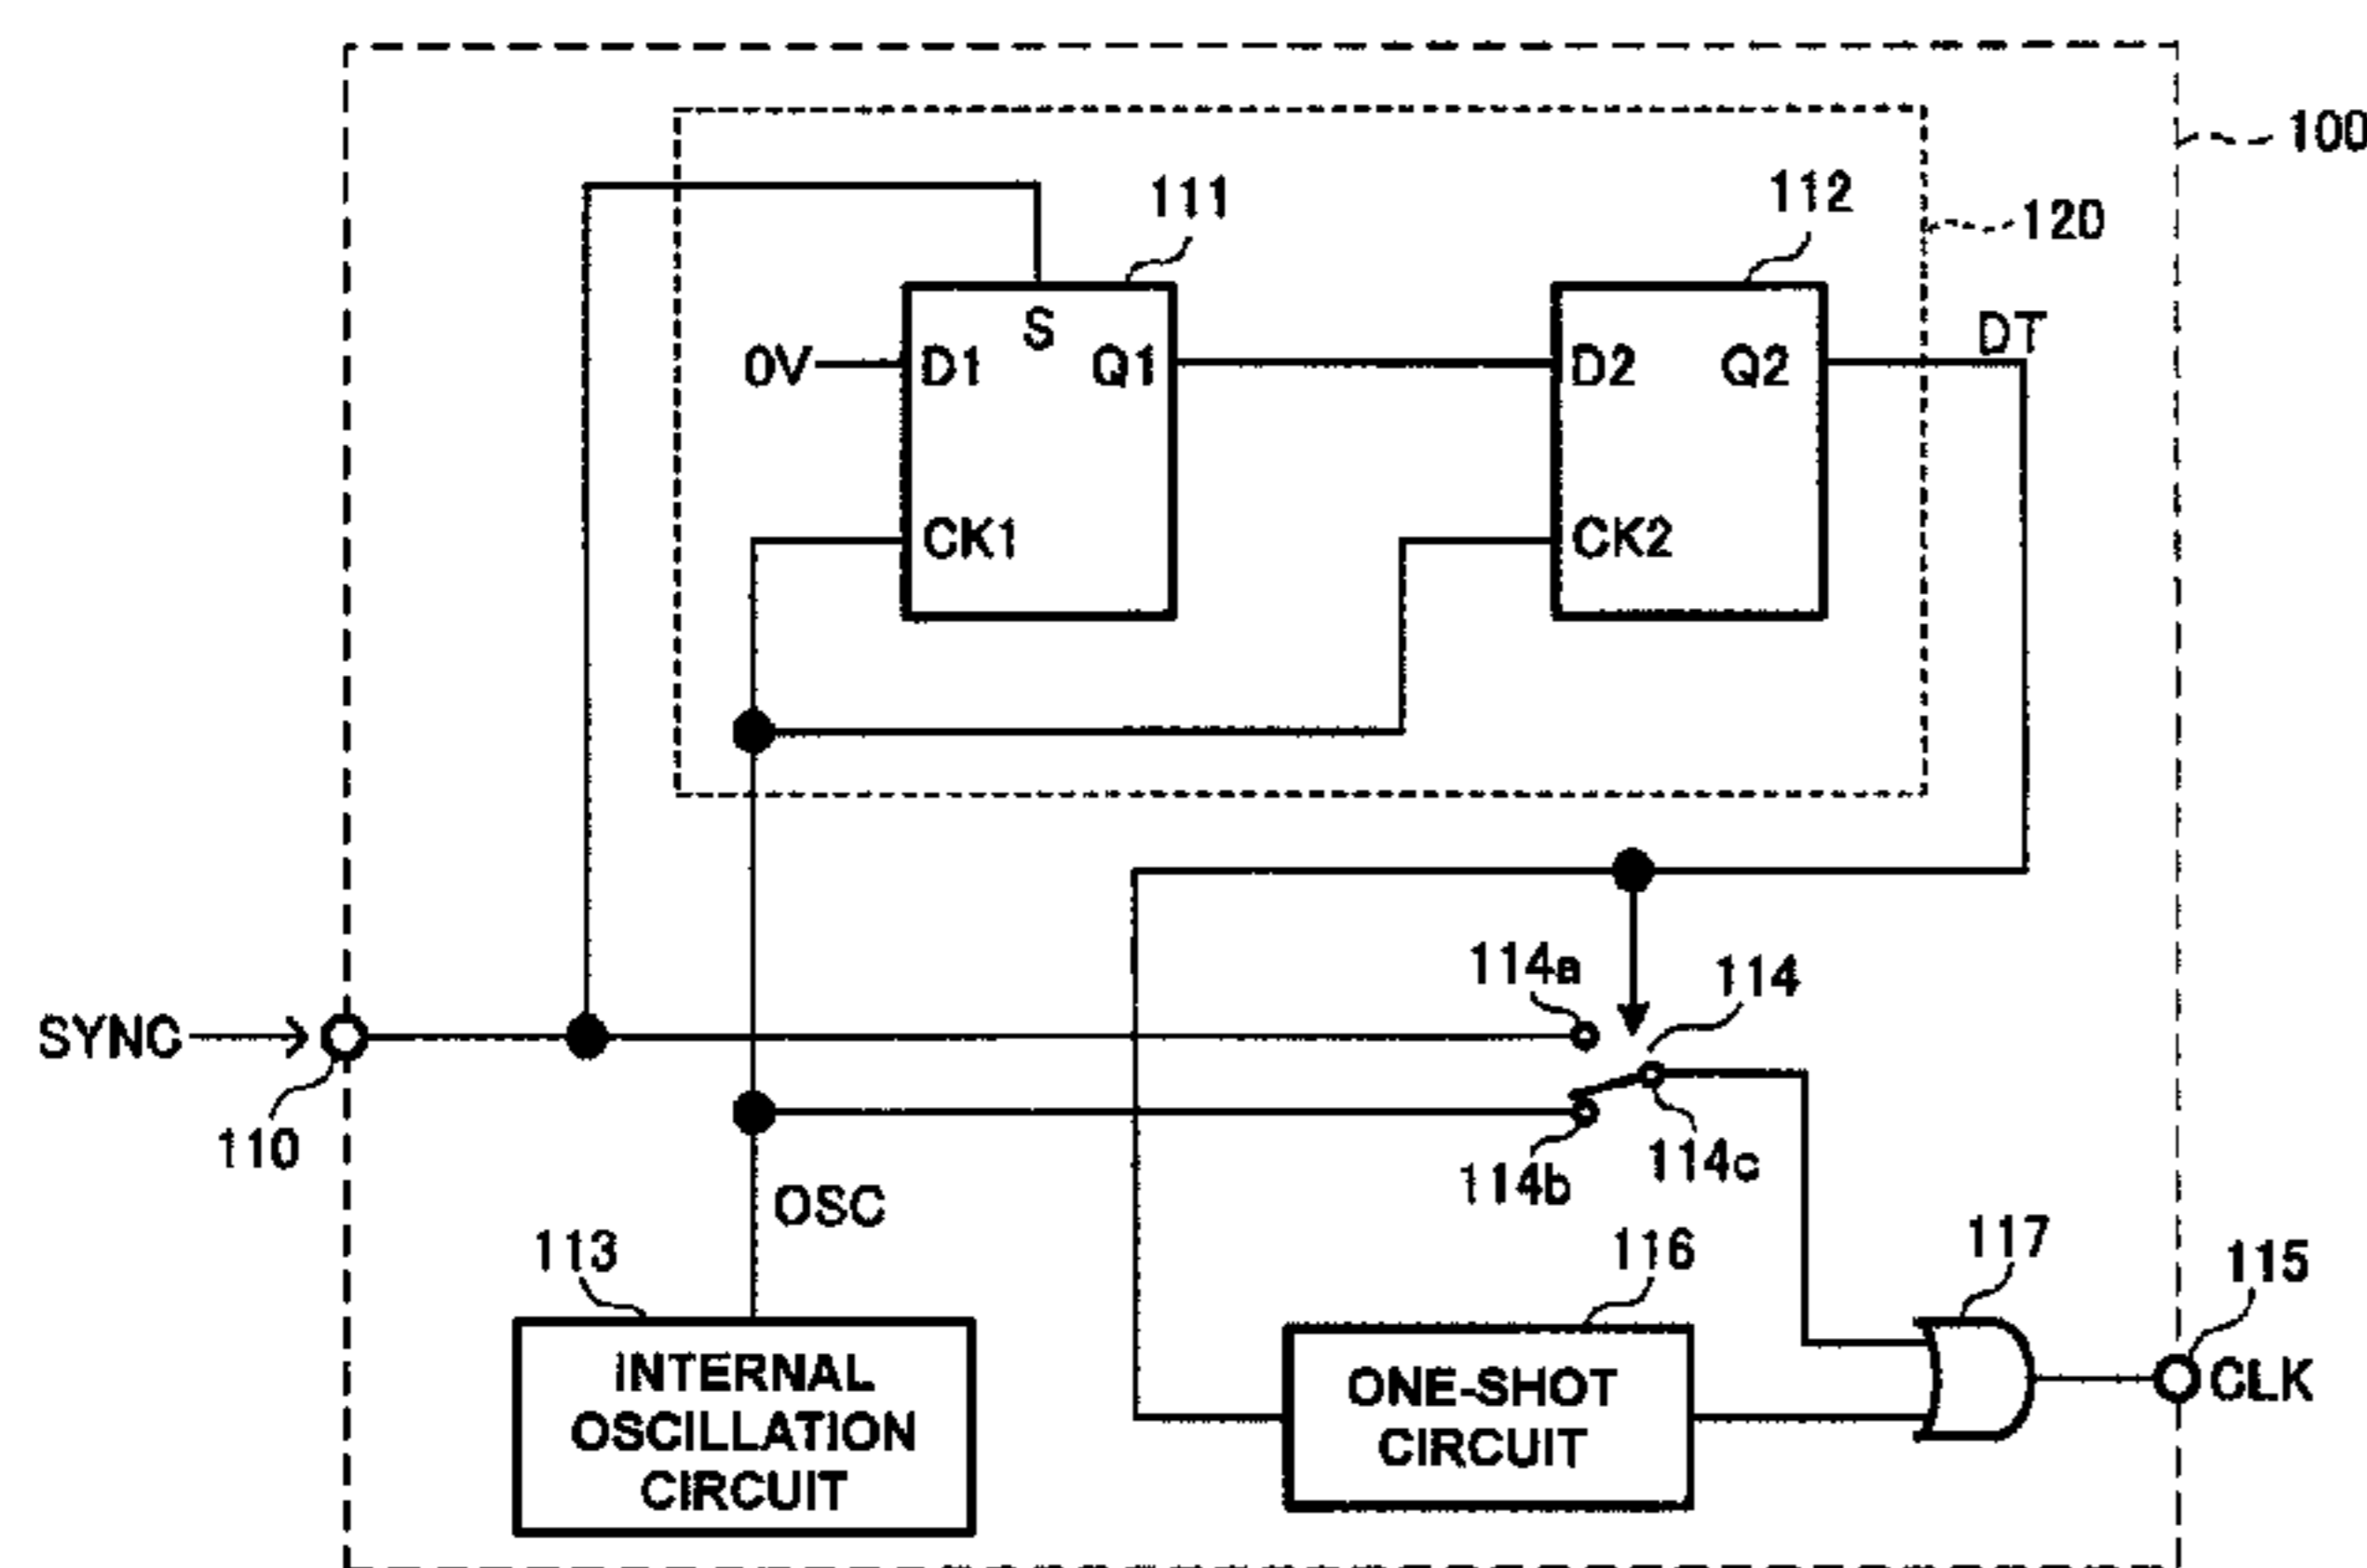 100
111
112
120
DT
S
0V
D1
Q1
D2
Q2
CK1
CK2
114a
114
SYNC
110
114b
114c
OSC
113
116
117
115
INTERNAL
OSCILLATION
CIRCUIT
ONE-SHOT
CIRCUIT
CLK